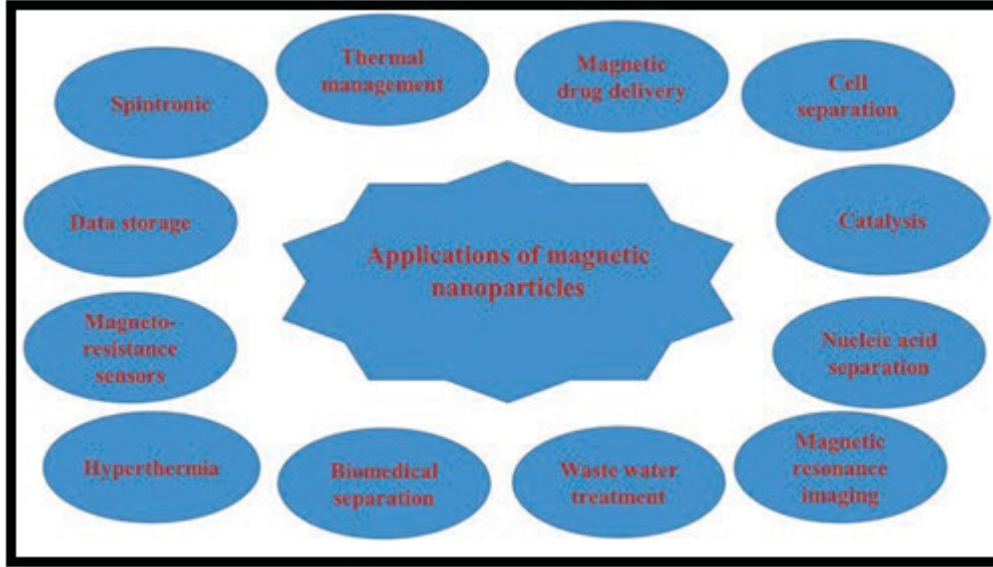 Thermal
management
Magnetic
drug delivery
Cell
separation
Spintronic
Data storage
Catalysis
Applications of magnetic
nanoparticles
Magneto-
resistance
sensors
Nucleic acid
separation
Hyperthermia
Biomedical
separation
Waste water
treatment
Magnetic
resonance
imaging